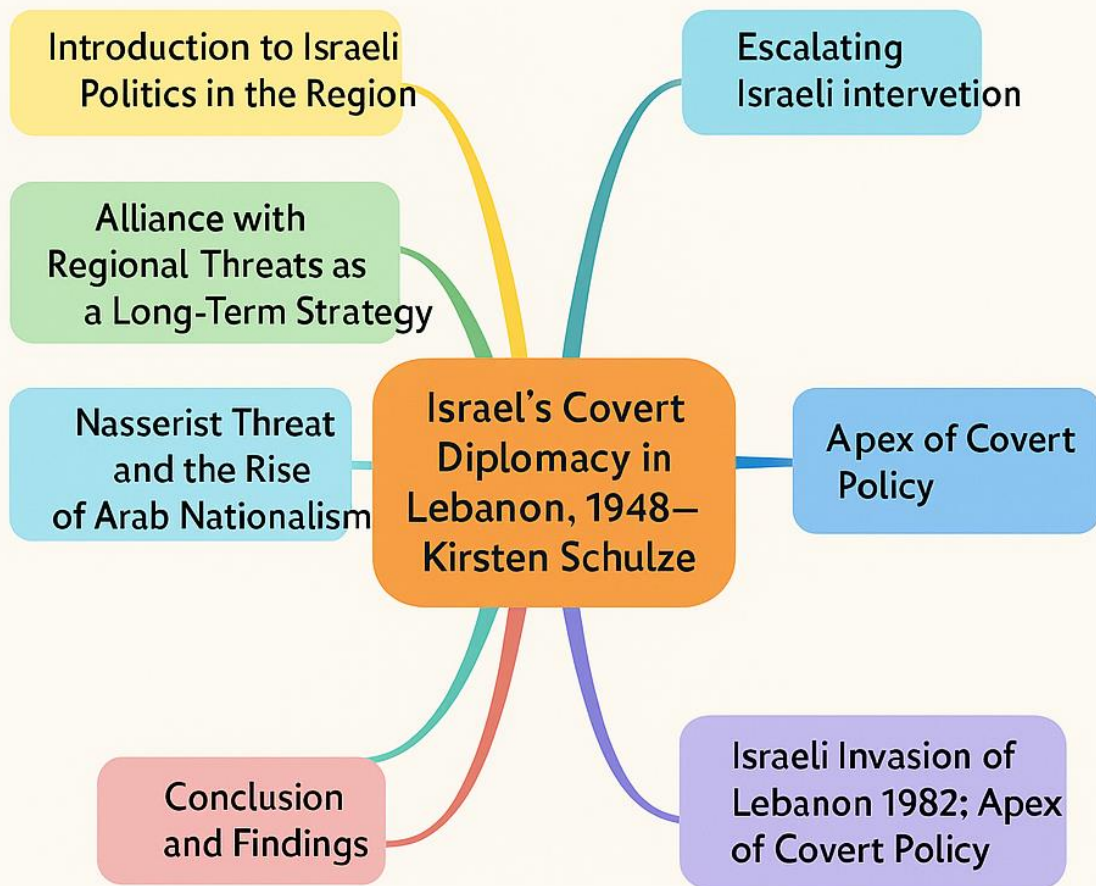 Introduction to Israeli
Politics in the Region
Alliance with
Regional Threats as
a Long-Term Strategy
Nasserist Threat
and the Rise
of Arab Nationalism
Conclusion
and Findings
Israel's Covert
Diplomacy in
Lebanon, 1948–
Kirsten Schulze
Escalating
Israeli intervetion
Apex of Covert
Policy
Israeli Invasion of
Lebanon 1982; Apex
of Covert Policy